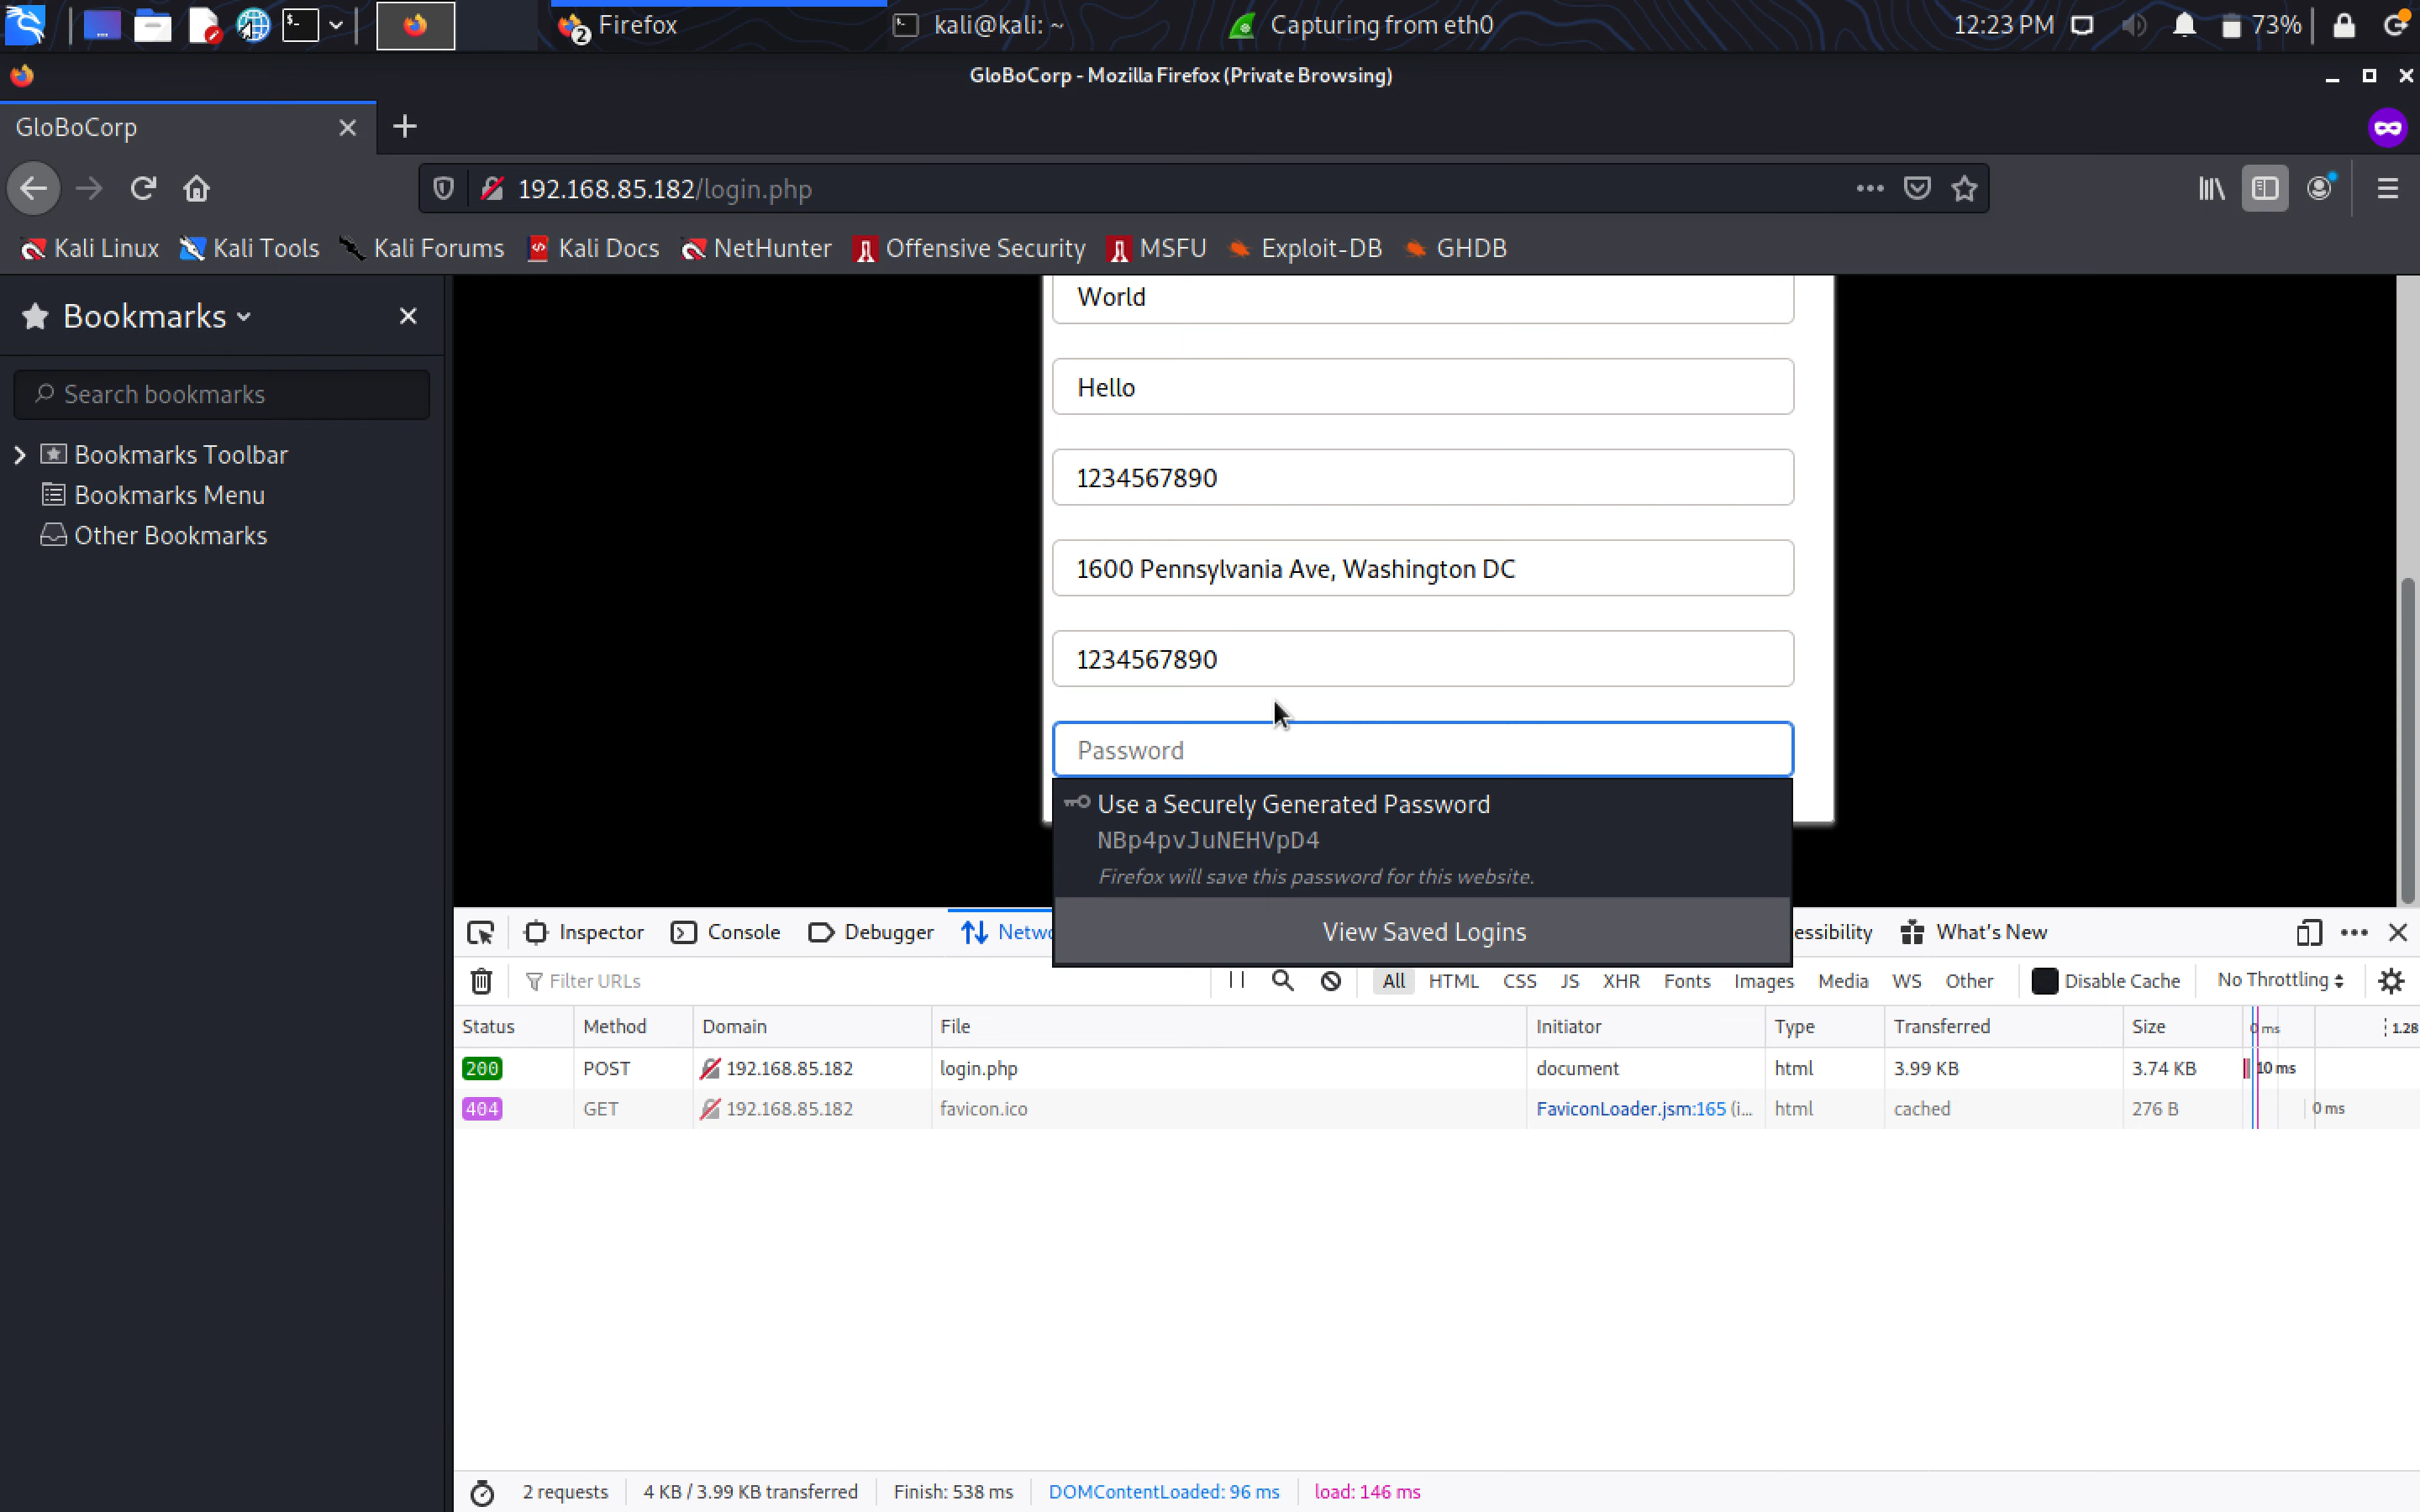 Firefox
2
kali@kali: ~
Capturing from eth0
12:23 PM
73%
GloBoCorp - Mozilla Firefox (Private Browsing)
GloBoCorp
192.168.85.182/login.php
Kali Linux
Kali Tools
Kali Forums
Kali Docs
NetHunter
Offensive Security
MSFU
Exploit-DB
GHDB
Bookmarks
Search bookmarks
Bookmarks Toolbar
Bookmarks Menu
Other Bookmarks
World
Hello
1234567890
1600 Pennsylvania Ave, Washington DC
1234567890
Password
Use a Securely Generated Password
NBp4pvJuNEHVpD4
Firefox will save this password for this website.
View Saved Logins
Inspector
Console
Debugger
Netwo
essibility
What's New
Filter URLs
All
HTML
CSS
JS
XHR
Fonts
Images
Media
WS
Other
Disable Cache
No Throttling
Status Method Domain File Initiator Type Transferred Size 0 ms 1.28
200 POST 192.168.85.182 login.php document html 3.99 KB 3.74 KB 10 ms
404 GET 192.168.85.182 favicon.ico FaviconLoader.jsm:165 (i... html cached 276 B 0 ms
2 requests
4 KB / 3.99 KB transferred
Finish: 538 ms
DOMContentLoaded: 96 ms
load: 146 ms